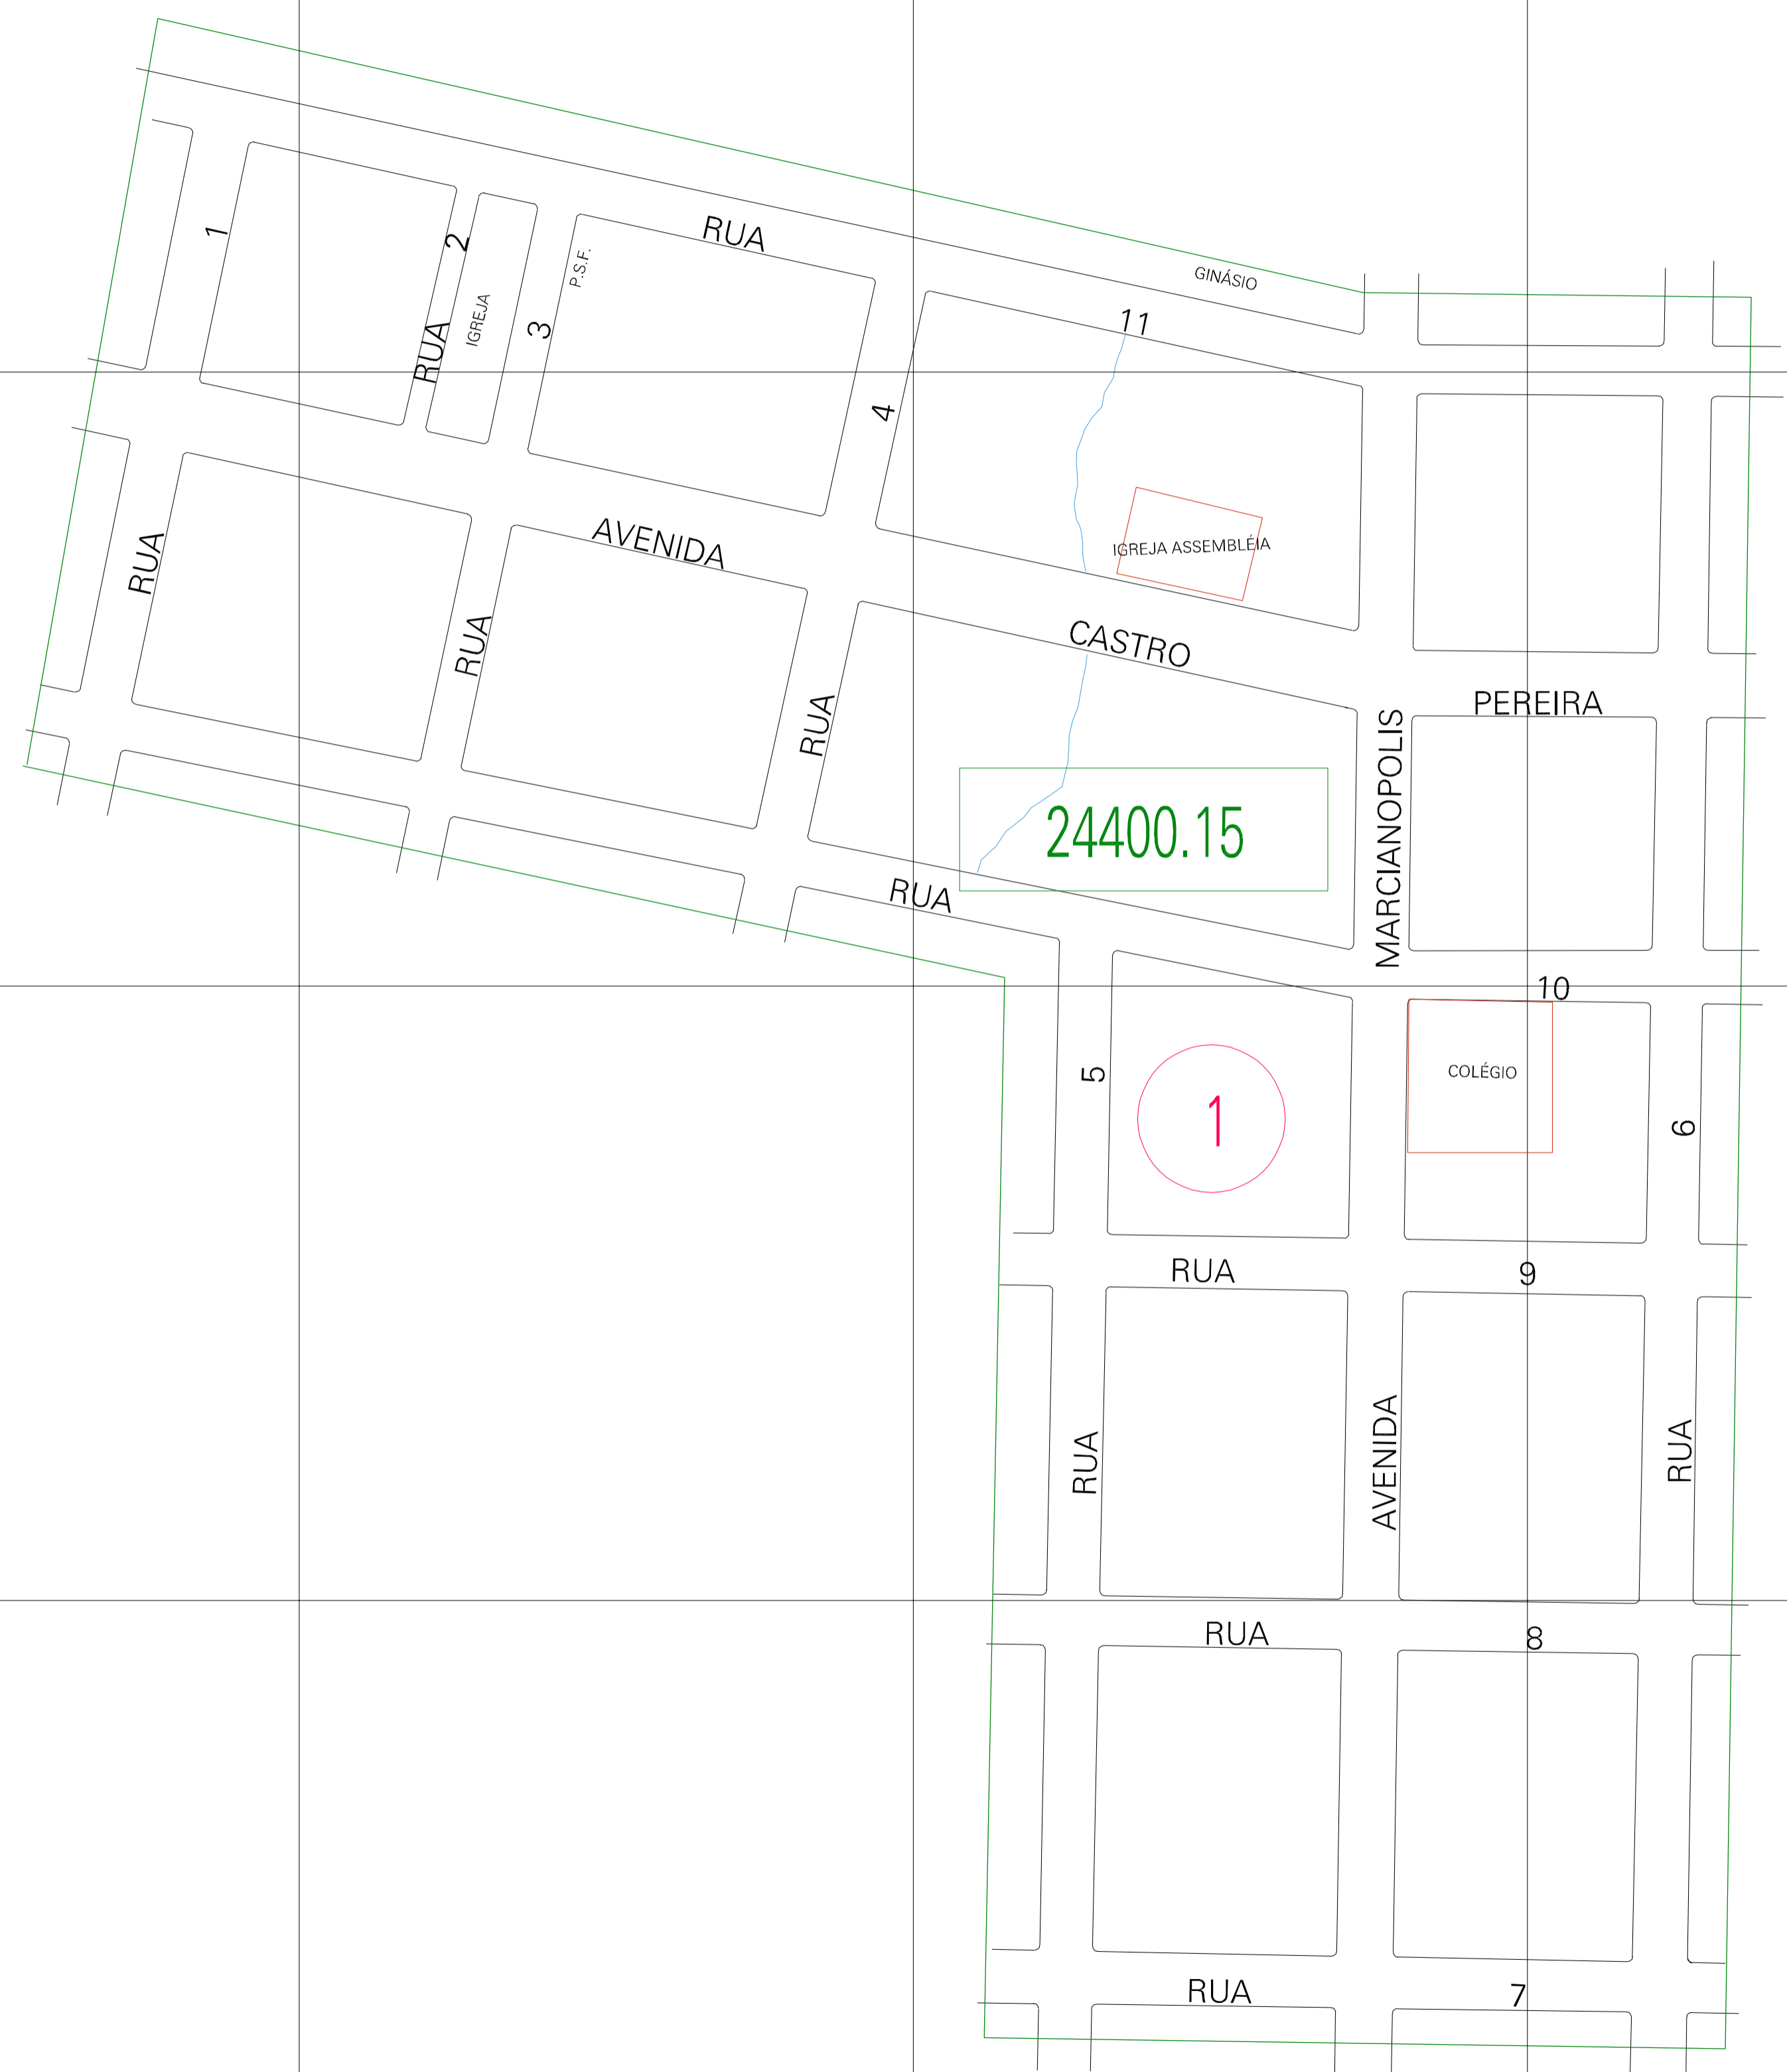 RUA
1
2
RUA
IGREJA
3
P.S.F.
GINÁSIO
11
4
RUA
AVENIDA
RUA
IGREJA ASSEMBLÉIA
CASTRO
RUA
PEREIRA
MARCIANOPOLIS
24400.15
RUA
10
5
1
COLÉGIO
6
RUA
9
RUA
AVENIDA
RUA
RUA
8
RUA
7